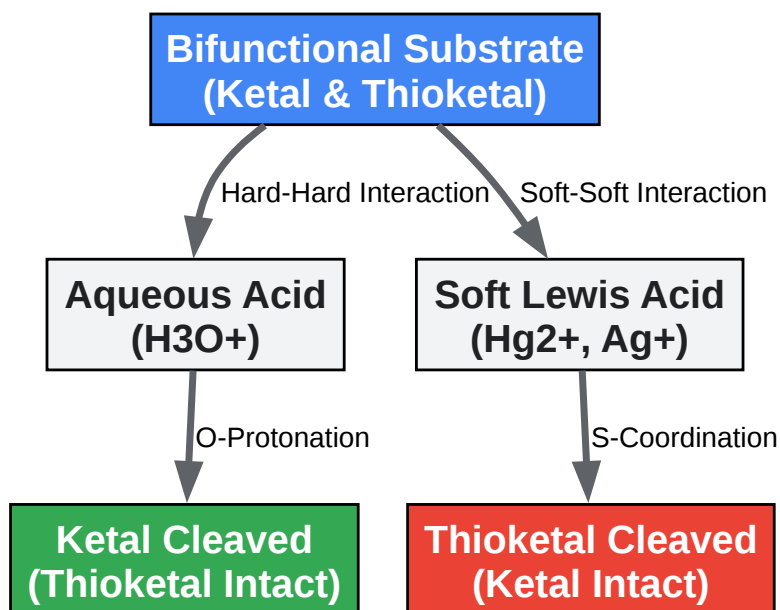 Bifunctional Substrate
(Ketal & Thioketal)
Hard-Hard Interaction
Soft-Soft Interaction
Aqueous Acid
(H3O+)
Soft Lewis Acid
(Hg2+, Ag+)
O-Protonation
S-Coordination
Ketal Cleaved
(Thioketal Intact)
Thioketal Cleaved
(Ketal Intact)